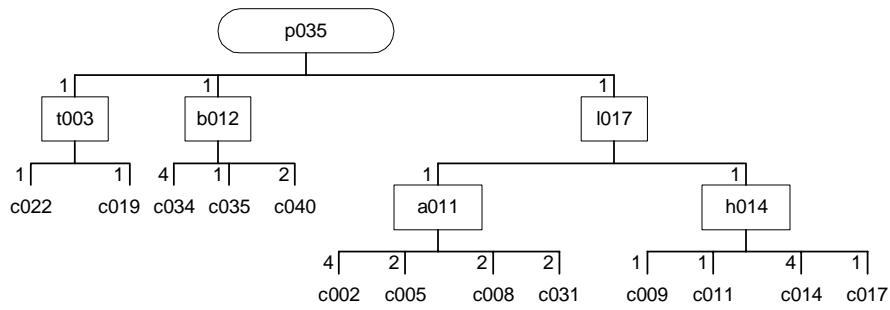 p035
1 1 1
t003 b012 l017
1 1 4 1 2 1 1
c022 c019 c034 c035 c040 a011 h014
4 2 2 2 1 1 4 1
c002 c005 c008 c031 c009 c011 c014 c017